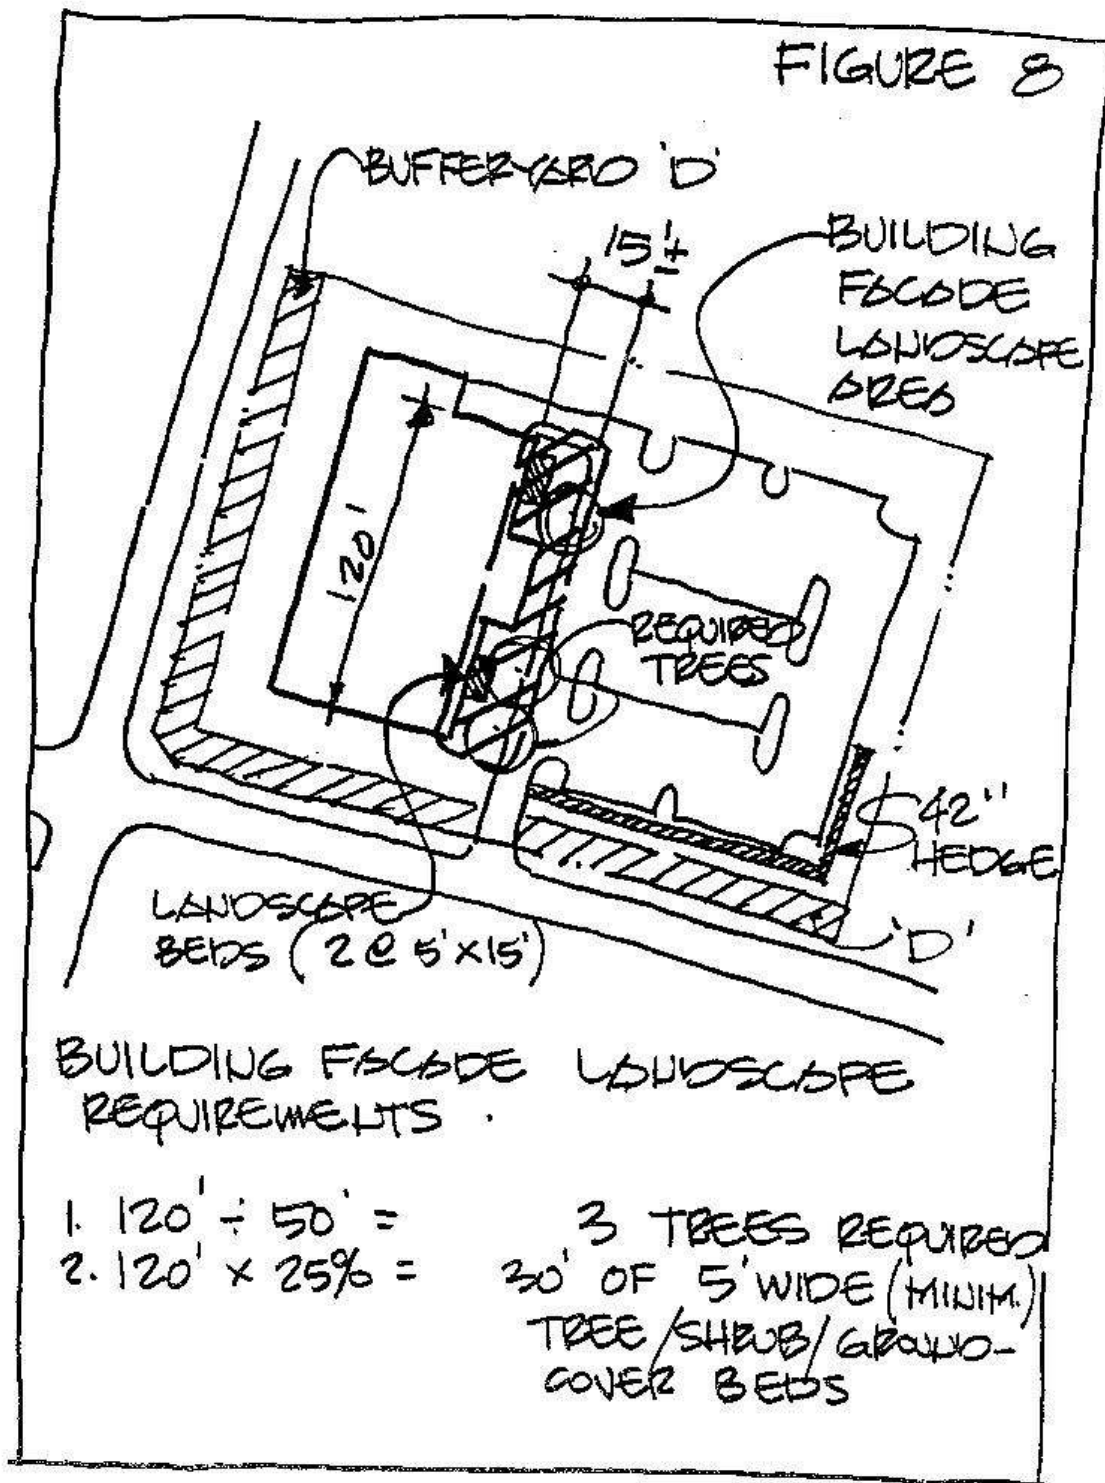 FIGURE 8
BUFFERYARD 'D'
15'±
BUILDING
FACADE
LANDSCAPE
AREA
120'
REQUIRED
TREES
42"
HEDGE
LANDSCAPE
BEDS (2 @ 5'X15')
'D'
BUILDING FACADE LANDSCAPE
REQUIREMENTS.
1. 120' ÷ 50' = 3 TREES REQUIRED
2. 120' X 25% = 30' OF 5' WIDE (MINIM.)
TREE/SHRUB/GROUND-
COVER BEDS